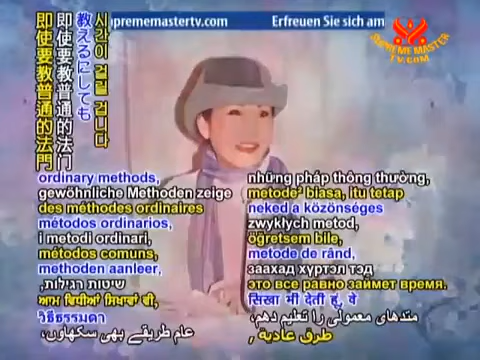 supremmastertv.com
Erfreuen Sie sich am
SUPREME MASTER
TV.COM
即使要教普通的法門
即使要教普通的法门
教えるにしても
시간이 걸릴 겁니다
ordinary methods,
gewöhnliche Methoden zeige
des méthodes ordinaires
métodos ordinarios,
i metodi ordinari,
métodos comuns,
methoden aanleer,
שיטות רגילות,
ਆਮ ਵਿਧੀਆਂ ਸਿਖਾਵਾਂ ਵੀ,
วิธีธรรมดา
عام طریقے بھی سکھاوں،
những pháp thông thường,
metode² biasa, itu tetap
neked a közönséges
zwykłych metod,
öğretsem bile,
metode de rând,
заахад хүртэл тэд
это все равно займет время.
सिखा मी देती हूं, वे
متدهای معمولی را تعلیم دهم،
طرق عادية ,